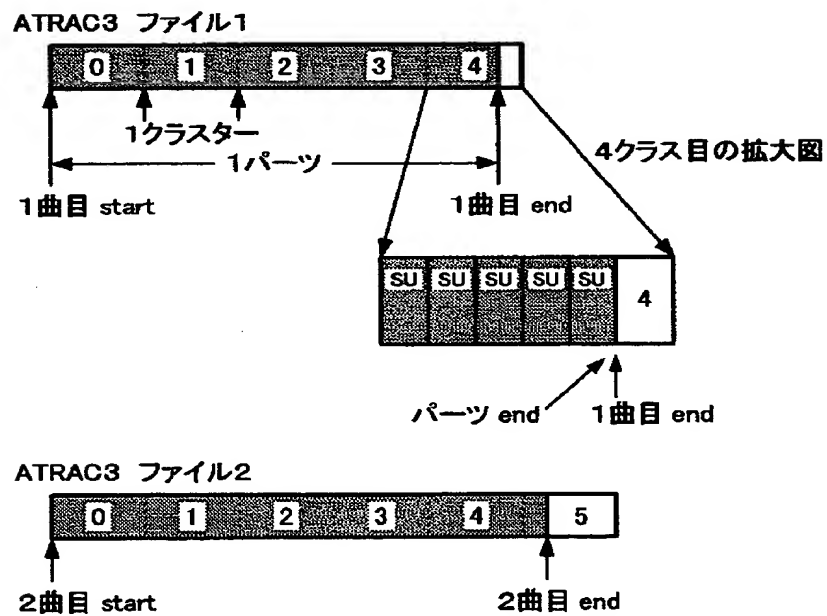 ATRAC3 ファイル1
0 1 2 3 4
1クラスター
1パーツ
4クラス目の拡大図
1曲目 start
1曲目 end
SU SU SU SU SU
4
パーツ end
1曲目 end
ATRAC3 ファイル2
0 1 2 3 4 5
2曲目 start
2曲目 end